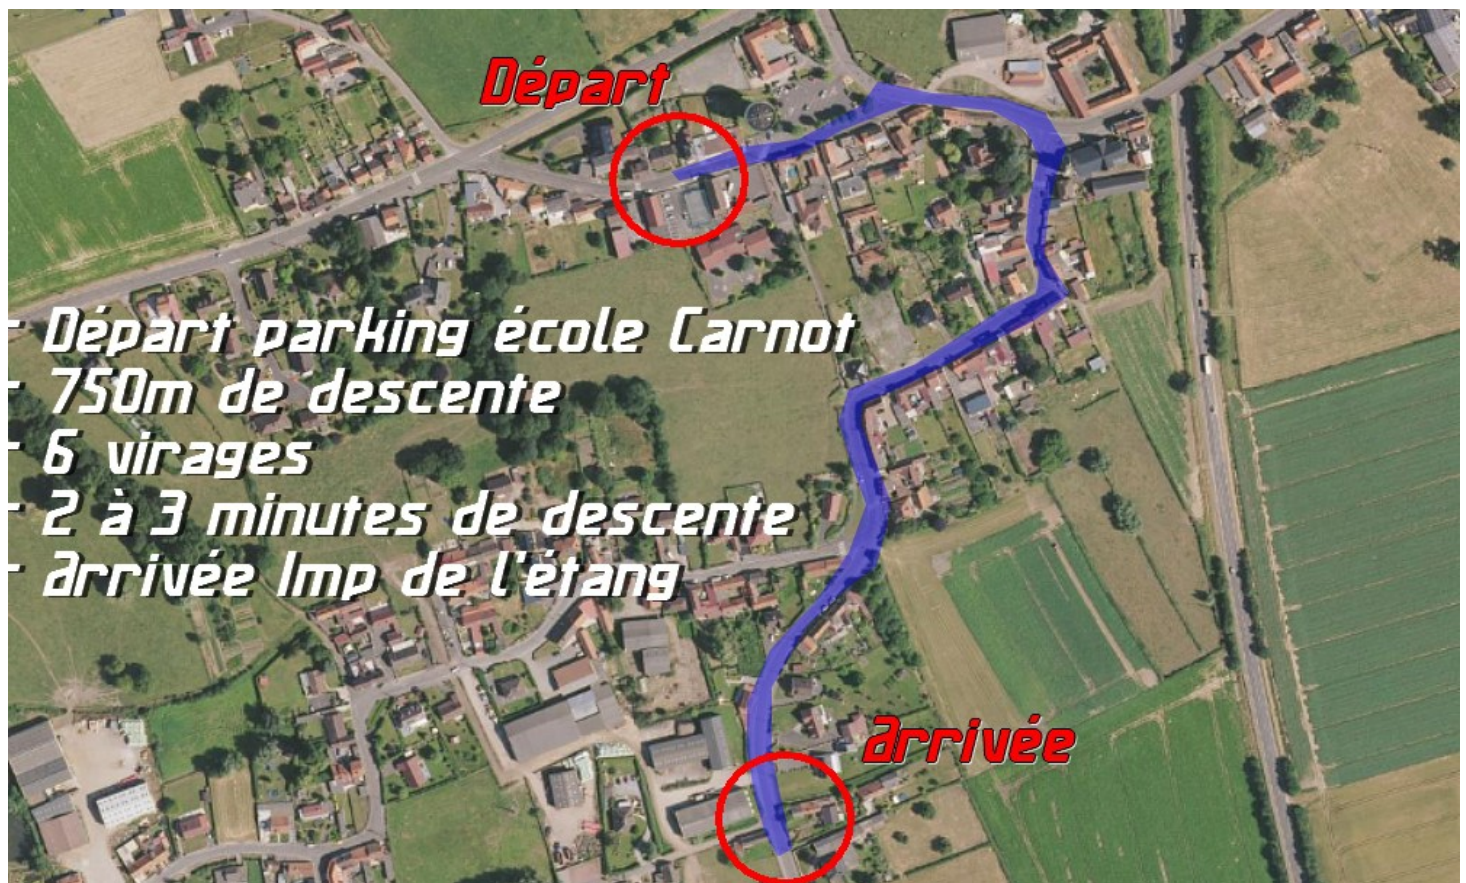 Départ
- Départ parking école Carnot
- 750m de descente
- 6 virages
- 2 à 3 minutes de descente
- arrivée Imp de l'étang
arrivée